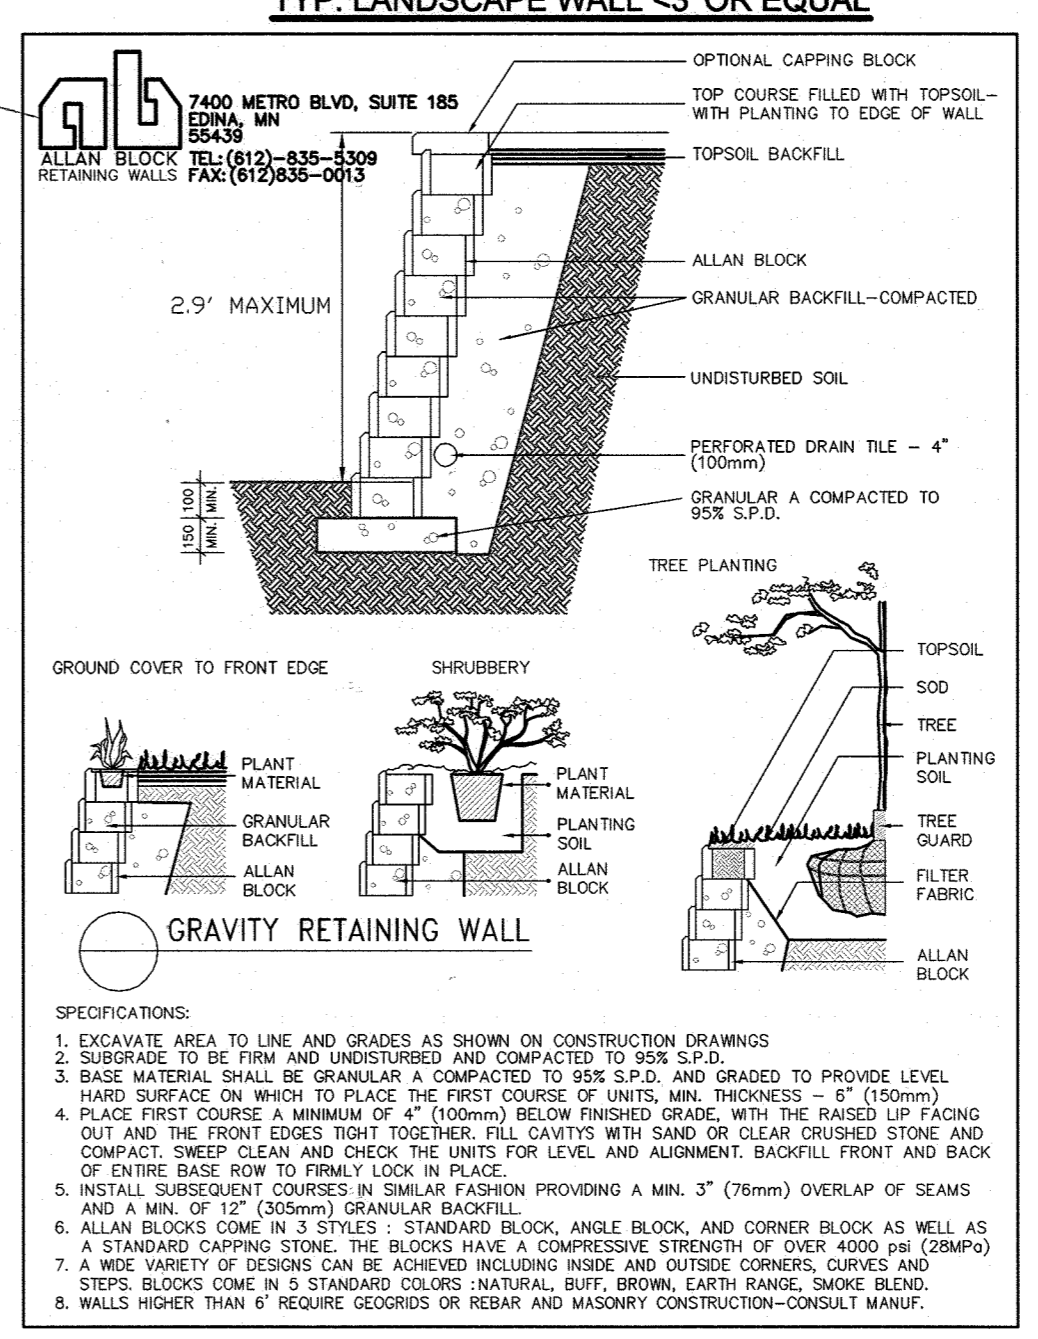 TYP. LANDSCAPE WALL <3' OR EQUAL
ab
ALLAN BLOCK
RETAINING WALLS
7400 METRO BLVD, SUITE 185
EDINA, MN
55439
TEL:(612)-835-5309
FAX:(612)835-0013
OPTIONAL CAPPING BLOCK
TOP COURSE FILLED WITH TOPSOIL-
WITH PLANTING TO EDGE OF WALL
TOPSOIL BACKFILL
ALLAN BLOCK
2.9' MAXIMUM
GRANULAR BACKFILL-COMPACTED
UNDISTURBED SOIL
PERFORATED DRAIN TILE - 4"
(100mm)
GRANULAR A COMPACTED TO
95% S.P.D.
100 MIN.
150 MIN.
TREE PLANTING
TOPSOIL
SOD
TREE
PLANTING
SOIL
TREE
GUARD
FILTER
FABRIC
ALLAN
BLOCK
GROUND COVER TO FRONT EDGE
PLANT
MATERIAL
GRANULAR
BACKFILL
ALLAN
BLOCK
SHRUBBERY
PLANT
MATERIAL
PLANTING
SOIL
ALLAN
BLOCK
GRAVITY RETAINING WALL
SPECIFICATIONS:
1. EXCAVATE AREA TO LINE AND GRADES AS SHOWN ON CONSTRUCTION DRAWINGS
2. SUBGRADE TO BE FIRM AND UNDISTURBED AND COMPACTED TO 95% S.P.D.
3. BASE MATERIAL SHALL BE GRANULAR A COMPACTED TO 95% S.P.D. AND GRADED TO PROVIDE LEVEL
HARD SURFACE ON WHICH TO PLACE THE FIRST COURSE OF UNITS, MIN. THICKNESS - 6" (150mm)
4. PLACE FIRST COURSE A MINIMUM OF 4" (100mm) BELOW FINISHED GRADE, WITH THE RAISED LIP FACING
OUT AND THE FRONT EDGES TIGHT TOGETHER. FILL CAVITYS WITH SAND OR CLEAR CRUSHED STONE AND
COMPACT. SWEEP CLEAN AND CHECK THE UNITS FOR LEVEL AND ALIGNMENT. BACKFILL FRONT AND BACK
OF ENTIRE BASE ROW TO FIRMLY LOCK IN PLACE.
5. INSTALL SUBSEQUENT COURSES IN SIMILAR FASHION PROVIDING A MIN. 3" (76mm) OVERLAP OF SEAMS
AND A MIN. OF 12" (305mm) GRANULAR BACKFILL.
6. ALLAN BLOCKS COME IN 3 STYLES : STANDARD BLOCK, ANGLE BLOCK, AND CORNER BLOCK AS WELL AS
A STANDARD CAPPING STONE. THE BLOCKS HAVE A COMPRESSIVE STRENGTH OF OVER 4000 psi (28MPa)
7. A WIDE VARIETY OF DESIGNS CAN BE ACHIEVED INCLUDING INSIDE AND OUTSIDE CORNERS, CURVES AND
STEPS. BLOCKS COME IN 5 STANDARD COLORS :NATURAL, BUFF, BROWN, EARTH RANGE, SMOKE BLEND.
8. WALLS HIGHER THAN 6' REQUIRE GEOGRIDS OR REBAR AND MASONRY CONSTRUCTION-CONSULT MANUF.